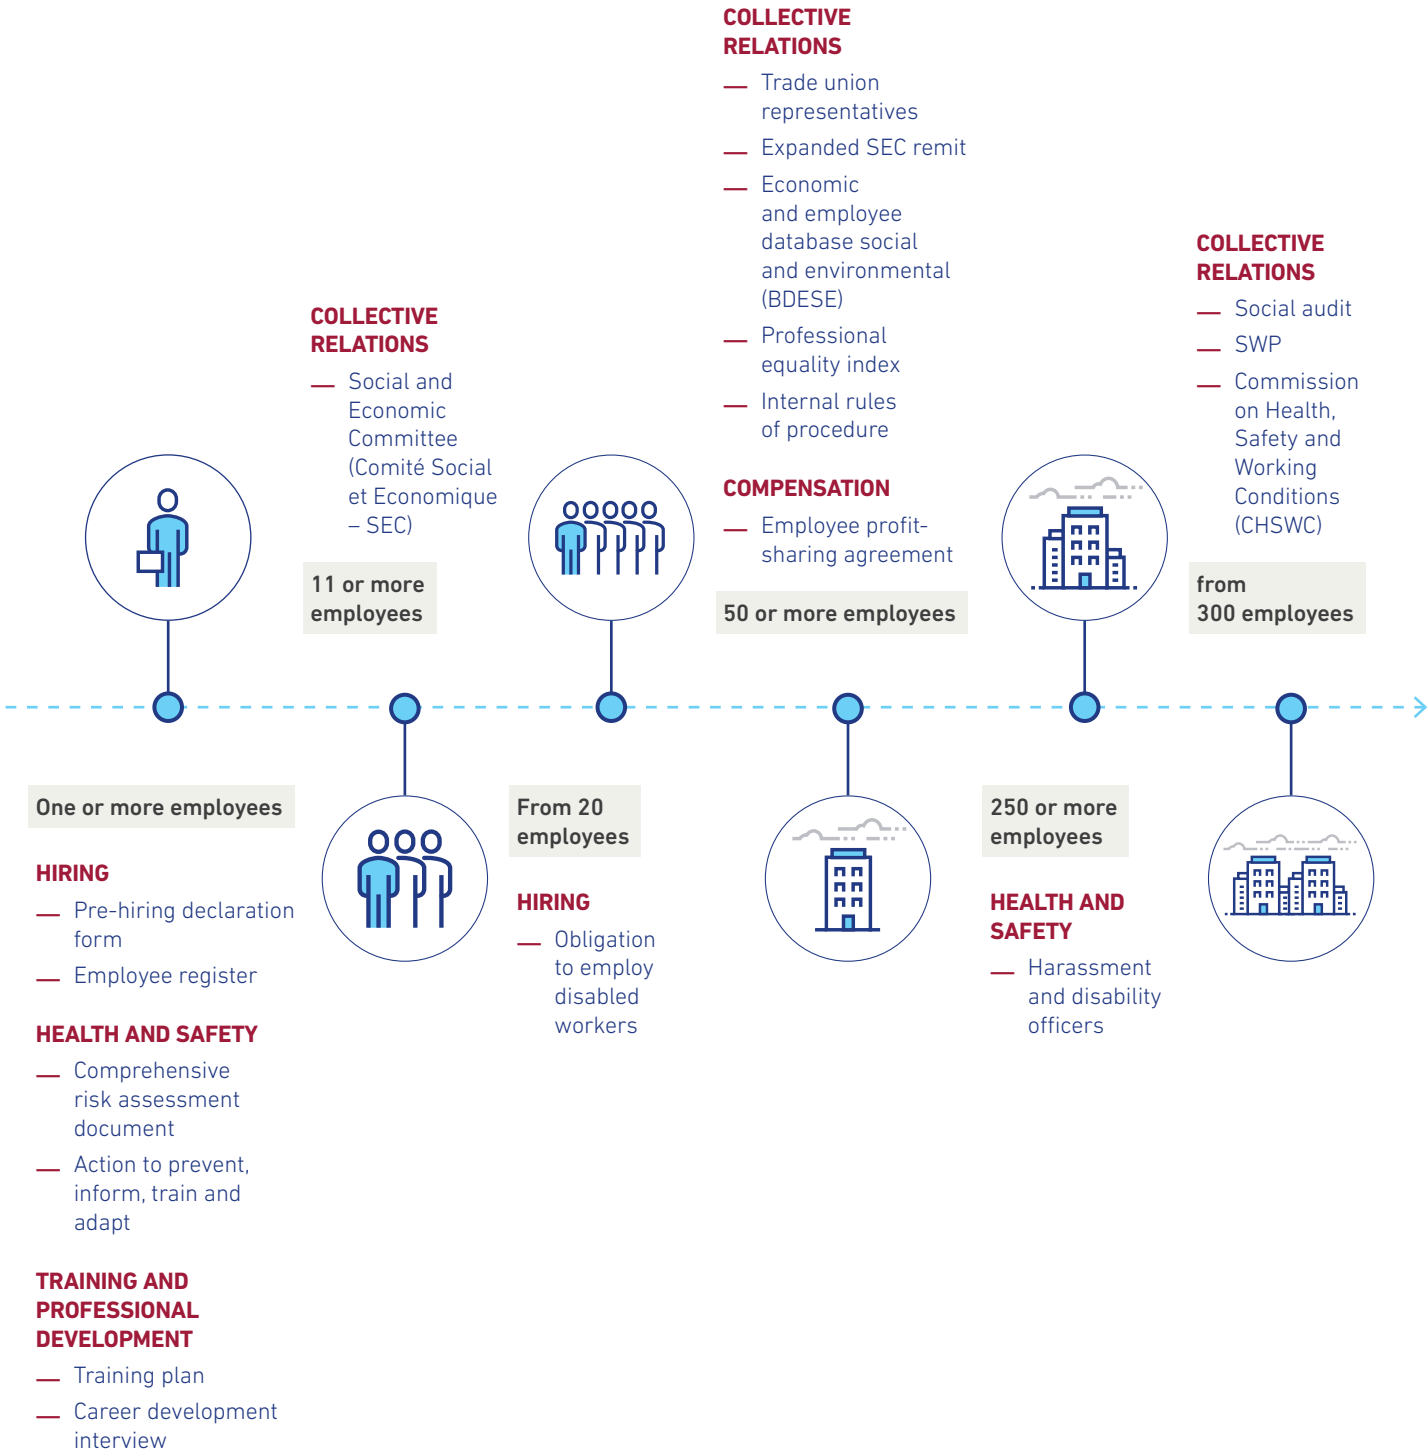 One or more employees
HIRING
— Pre-hiring declaration
form
— Employee register
HEALTH AND SAFETY
— Comprehensive
risk assessment
document
— Action to prevent,
inform, train and
adapt
TRAINING AND
PROFESSIONAL
DEVELOPMENT
— Training plan
— Career development
interview
COLLECTIVE
RELATIONS
— Social and
Economic
Committee
(Comité Social
et Economique
– SEC)
11 or more
employees
From 20
employees
HIRING
— Obligation
to employ
disabled
workers
COLLECTIVE
RELATIONS
— Trade union
representatives
— Expanded SEC remit
— Economic
and employee
database social
and environmental
(BDESE)
— Professional
equality index
— Internal rules
of procedure
COMPENSATION
— Employee profit-
sharing agreement
50 or more employees
250 or more
employees
HEALTH AND
SAFETY
— Harassment
and disability
officers
COLLECTIVE
RELATIONS
— Social audit
— SWP
— Commission
on Health,
Safety and
Working
Conditions
(CHSWC)
from
300 employees